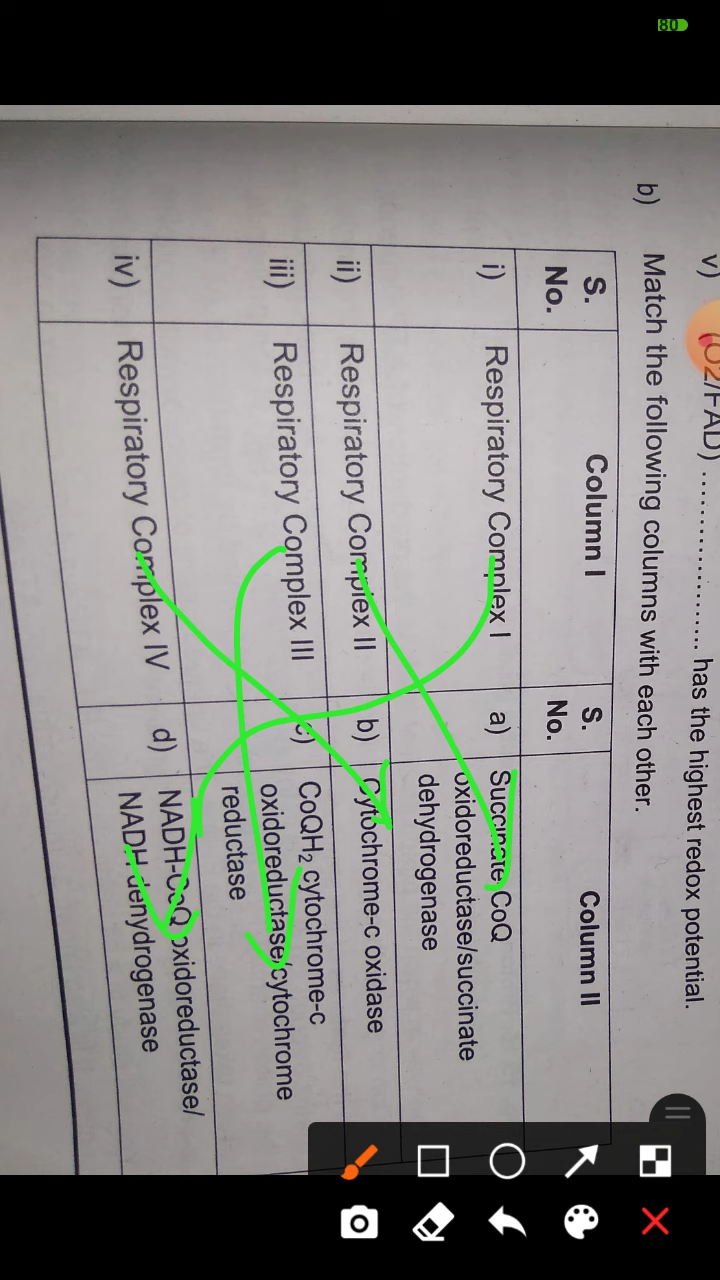 80
v) (O2/FAD) ...................... has the highest redox potential.
b) Match the following columns with each other.
S. No. Column I S. No. Column II
i) Respiratory Complex I a) Succinate CoQ
oxidoreductase/succinate
dehydrogenase
ii) Respiratory Complex II b) Cytochrome-c oxidase
iii) Respiratory Complex III c) CoQH2 cytochrome-c
oxidoreductase/cytochrome
reductase
iv) Respiratory Complex IV d) NADH-CoQ oxidoreductase/
NADH dehydrogenase